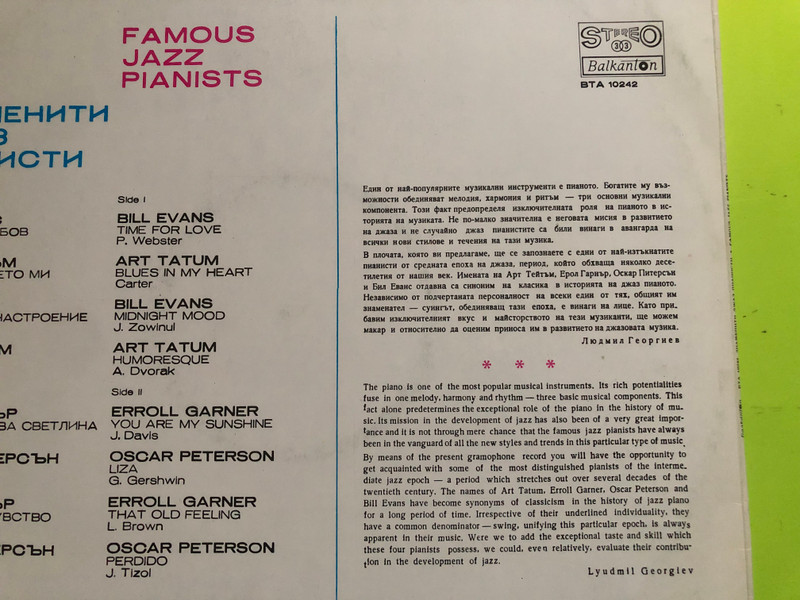 FAMOUS
JAZZ
PIANISTS
ЕНИТИ
ИСТИ
Side I
BILL EVANS
TIME FOR LOVE
P. Webster
ART TATUM
BLUES IN MY HEART
Carter
BILL EVANS
MIDNIGHT MOOD
J. Zowinul
ART TATUM
HUMORESQUE
A. Dvorak
Side II
ERROLL GARNER
YOU ARE MY SUNSHINE
J. Davis
OSCAR PETERSON
LIZA
G. Gershwin
ERROLL GARNER
THAT OLD FEELING
L. Brown
OSCAR PETERSON
PERDIDO
J. Tizol
БОВ
ЕТО МИ
НАСТРОЕНИЕ
ВА СВЕТЛИНА
ЕРСЪН
УВСТВО
ЕРСЪН
STEREO
33
Balkanton
BTA 10242
Един от най-популярните музикални инструменти е пианото. Богатите му въз-
можности обединяват мелодия, хармония и ритъм — три основни музикални
компонента. Този факт предопределя изключителната роля на пианото в ис-
торията на музиката. Не по-малко значителна е неговата мисия в развитието
на джаза и не случайно джаз пианистите са били винаги в авангарда на
всички нови стилове и течения на тази музика.
В плочата, която ви предлагаме, ще се запознаете с едни от най-изтъкнатите
пианисти от средната епоха на джаза, период, който обхваща няколко десе-
тилетия от нашия век. Имената на Арт Тейтъм, Ерол Гарнър, Оскар Питерсън
и Бил Еванс отдавна са синоним на класика в историята на джаз пианото.
Независимо от подчертаната персоналност на всеки един от тях, общият им
знаменател — суингът, обединяващ тази епоха, е винаги на лице. Като при-
бавим изключителният вкус и майсторството на тези музиканти, ще можем
макар и относително да оценим приноса им в развитието на джазовата музика.
Людмил Георгиев
* * *
The piano is one of the most popular musical instruments. Its rich potentialities
fuse in one melody, harmony and rhythm — three basic musical components. This
fact alone predetermines the exceptional role of the piano in the history of mu-
sic. Its mission in the development of jazz has also been of a very great impor-
tance and it is not through mere chance that the famous jazz pianists have always
been in the vanguard of all the new styles and trends in this particular type of music.
By means of the present gramophone record you will have the opportunity to
get acquainted with some of the most distinguished pianists of the interme-
diate jazz epoch — a period which stretches out over several decades of the
twentieth century. The names of Art Tatum, Erroll Garner, Oscar Peterson and
Bill Evans have become synonyms of classicism in the history of jazz piano
for a long period of time. Irrespective of their underlined individuality, they
have a common denominator — swing, unifying this particular epoch, is always
apparent in their music. Were we to add the exceptional taste and skill which
these four pianists possess, we could, even relatively, evaluate their contribu-
tion in the development of jazz.
Lyudmil Georgiev